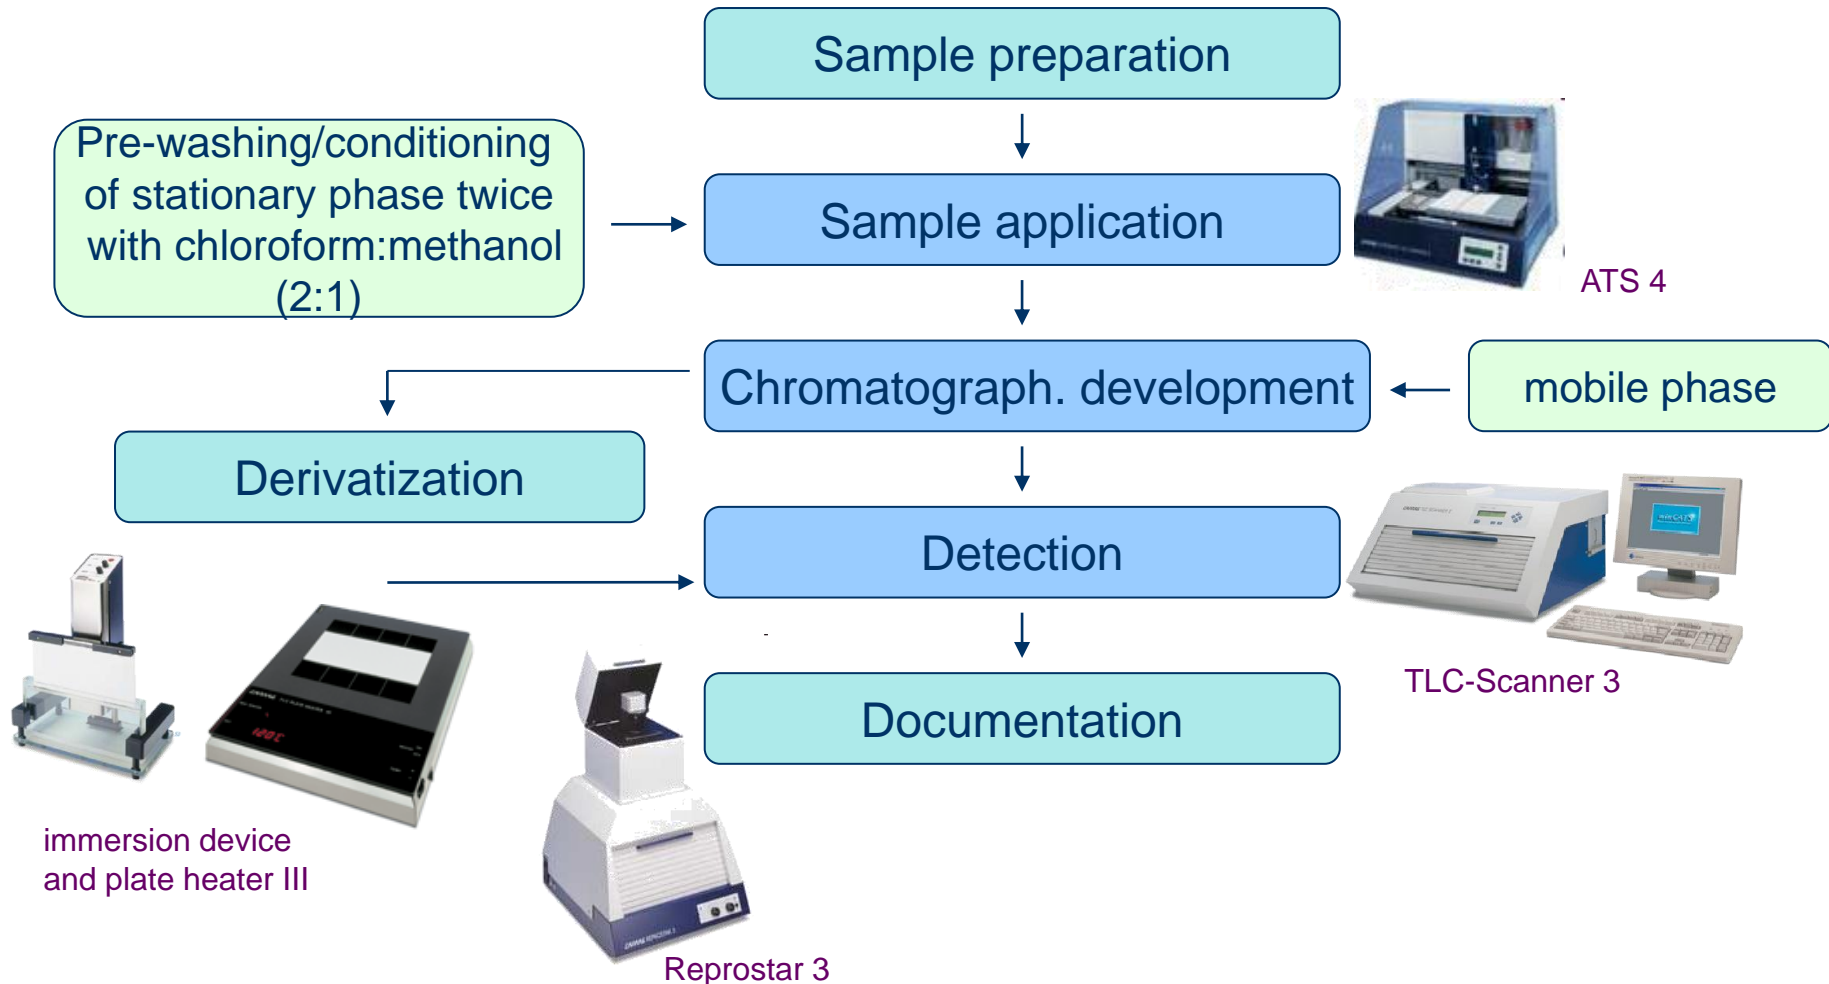 Sample preparation
Pre-washing/conditioning
of stationary phase twice
with chloroform:methanol
(2:1)
Sample application
ATS 4
Chromatograph. development
mobile phase
Derivatization
Detection
TLC-Scanner 3
Documentation
immersion device
and plate heater III
Reprostar 3